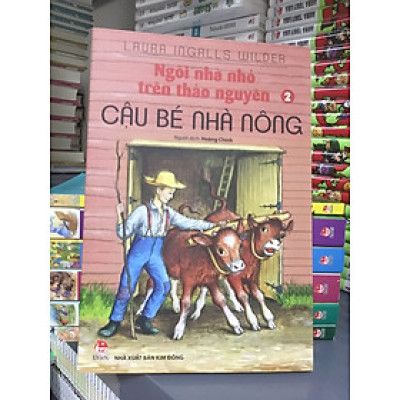 LAURA INGALLS WILDER
Ngôi nhà nhỏ
trên thảo nguyên 2
CẬU BÉ NHÀ NÔNG
Người dịch: Hoàng Chính
NHÀ XUẤT BẢN KIM ĐỒNG